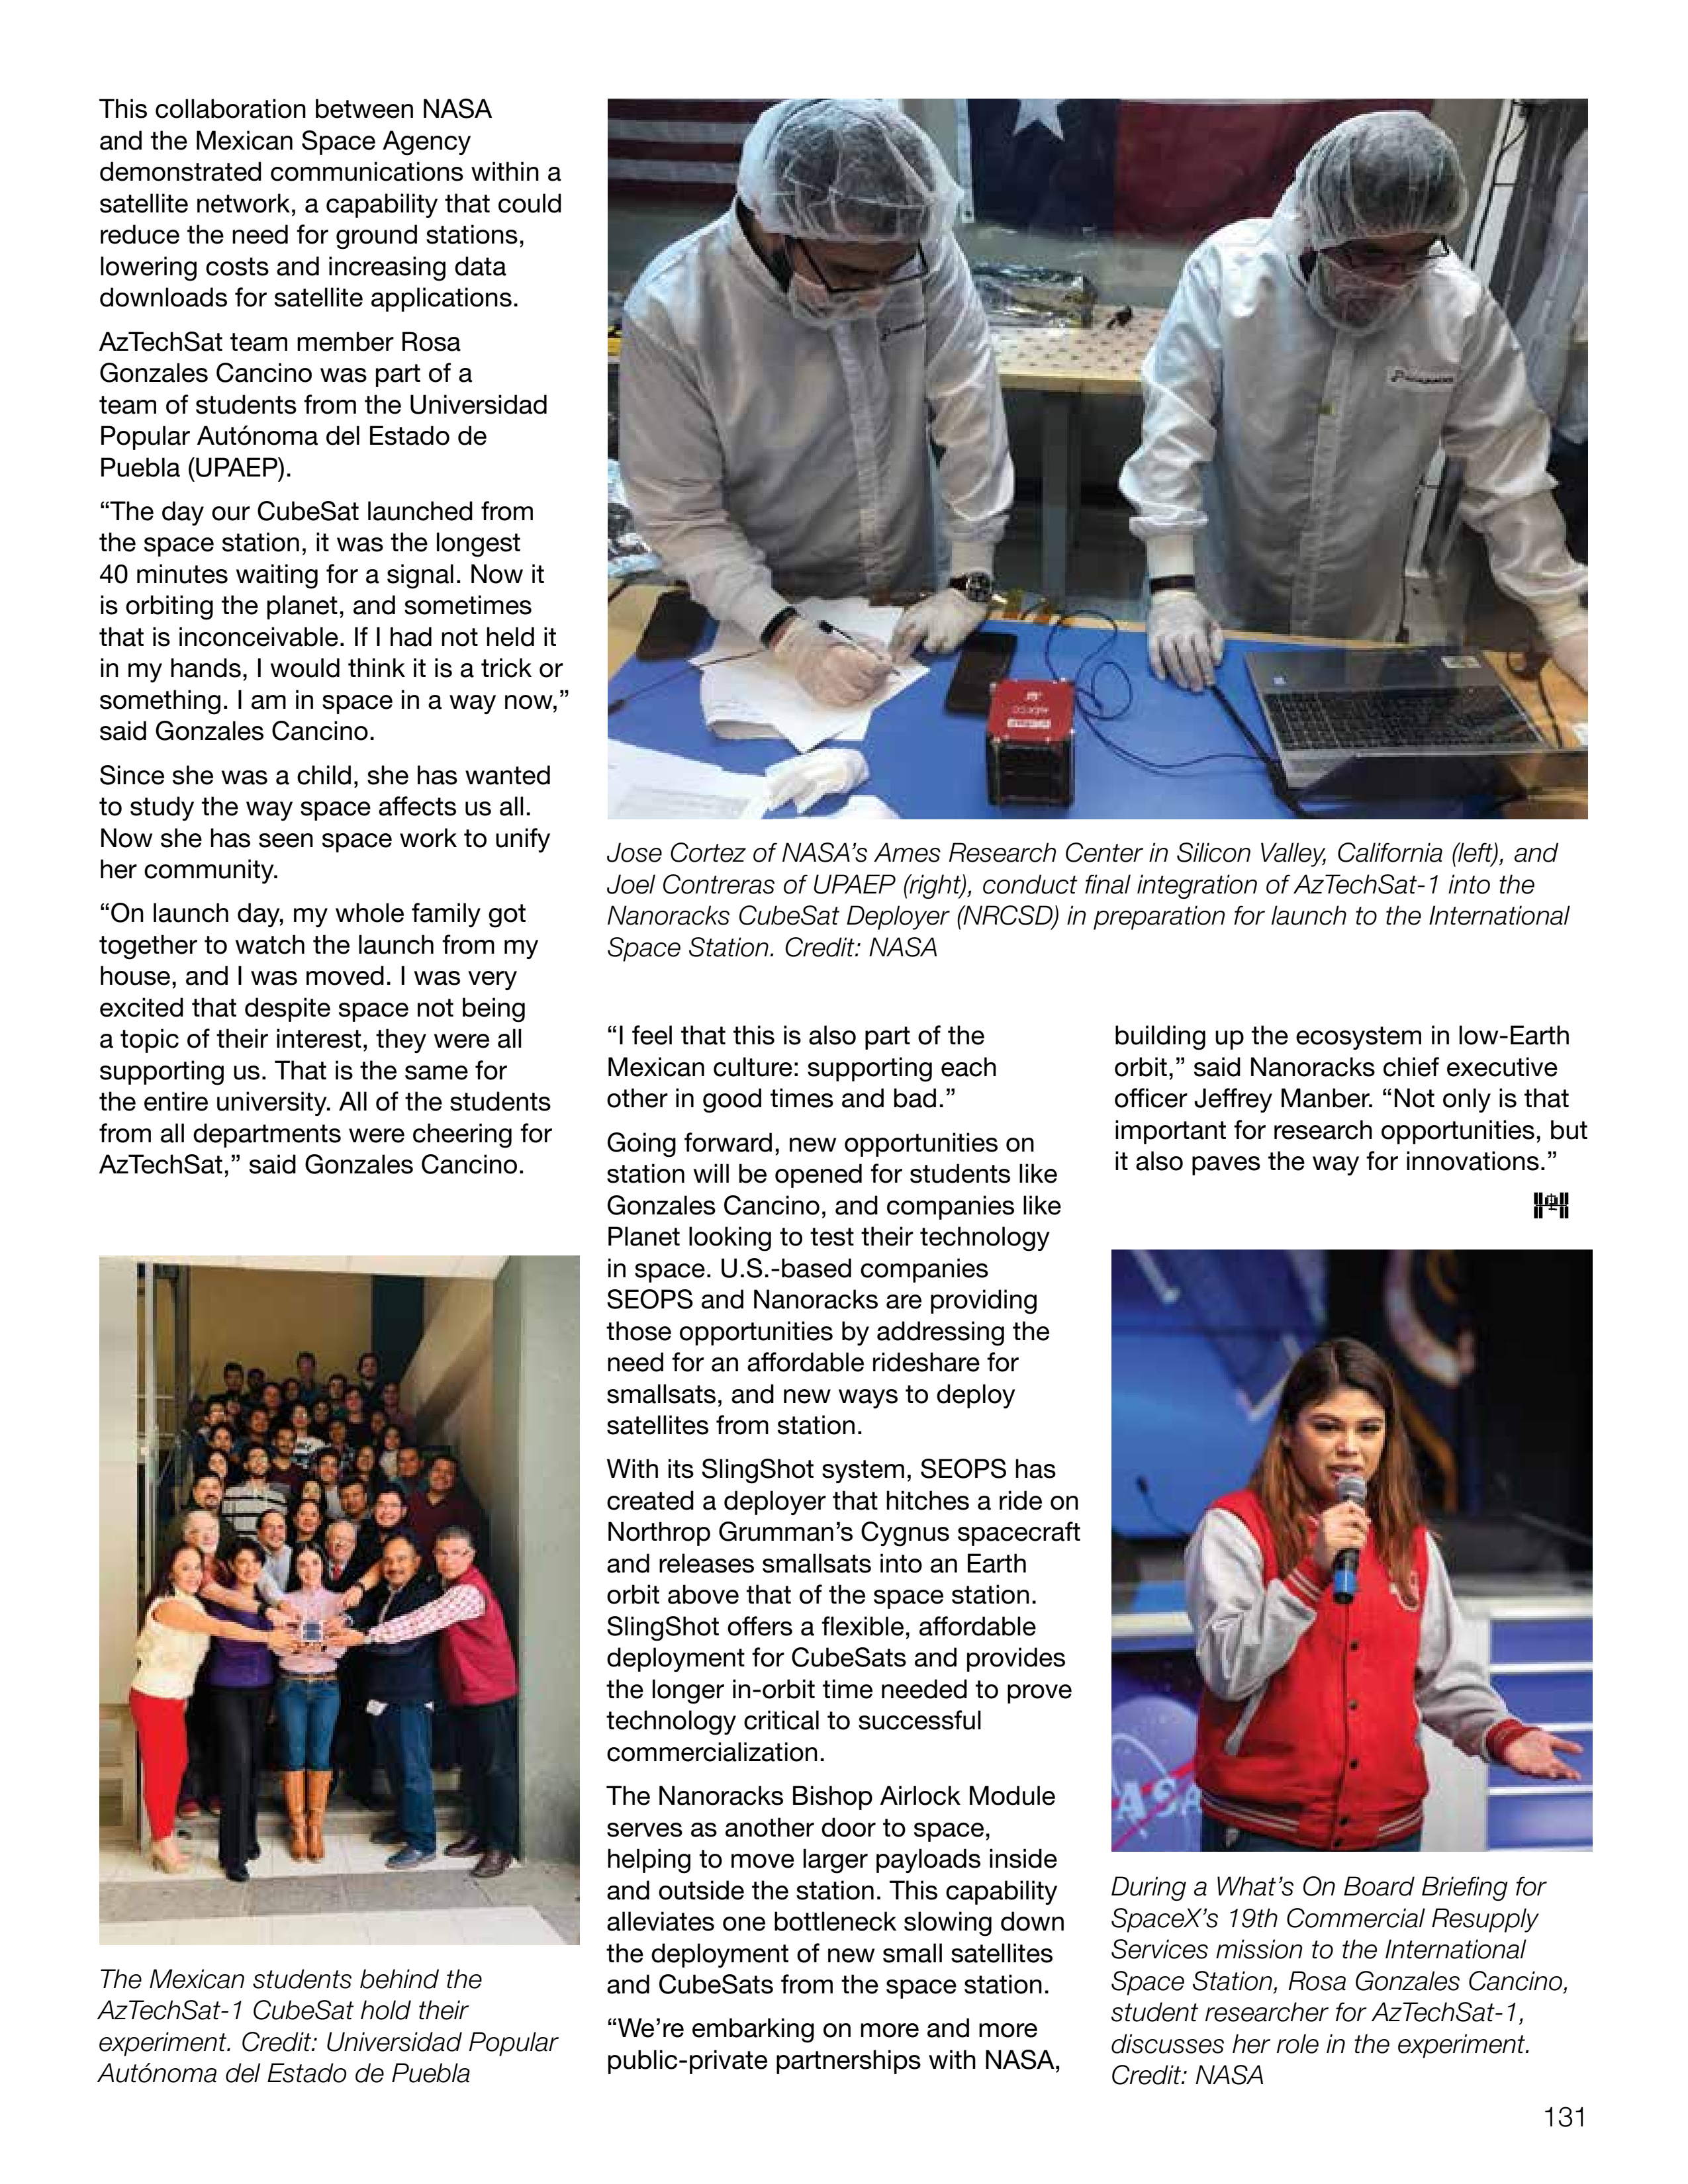 This collaboration between NASA
and the Mexican Space Agency
demonstrated communications within a
satellite network, a capability that could
reduce the need for ground stations,
lowering costs and increasing data
downloads for satellite applications.
AzTechSat team member Rosa
Gonzales Cancino was part of a
team of students from the Universidad
Popular Autónoma del Estado de
Puebla (UPAEP).
“The day our CubeSat launched from
the space station, it was the longest
40 minutes waiting for a signal. Now it
is orbiting the planet, and sometimes
that is inconceivable. If I had not held it
in my hands, I would think it is a trick or
something. I am in space in a way now,”
said Gonzales Cancino.
Since she was a child, she has wanted
to study the way space affects us all.
Now she has seen space work to unify
her community.
“On launch day, my whole family got
together to watch the launch from my
house, and I was moved. I was very
excited that despite space not being
a topic of their interest, they were all
supporting us. That is the same for
the entire university. All of the students
from all departments were cheering for
AzTechSat,” said Gonzales Cancino.
The Mexican students behind the
AzTechSat-1 CubeSat hold their
experiment. Credit: Universidad Popular
Autónoma del Estado de Puebla
Jose Cortez of NASA’s Ames Research Center in Silicon Valley, California (left), and
Joel Contreras of UPAEP (right), conduct final integration of AzTechSat-1 into the
Nanoracks CubeSat Deployer (NRCSD) in preparation for launch to the International
Space Station. Credit: NASA
“I feel that this is also part of the
Mexican culture: supporting each
other in good times and bad.”
Going forward, new opportunities on
station will be opened for students like
Gonzales Cancino, and companies like
Planet looking to test their technology
in space. U.S.-based companies
SEOPS and Nanoracks are providing
those opportunities by addressing the
need for an affordable rideshare for
smallsats, and new ways to deploy
satellites from station.
With its SlingShot system, SEOPS has
created a deployer that hitches a ride on
Northrop Grumman’s Cygnus spacecraft
and releases smallsats into an Earth
orbit above that of the space station.
SlingShot offers a flexible, affordable
deployment for CubeSats and provides
the longer in-orbit time needed to prove
technology critical to successful
commercialization.
The Nanoracks Bishop Airlock Module
serves as another door to space,
helping to move larger payloads inside
and outside the station. This capability
alleviates one bottleneck slowing down
the deployment of new small satellites
and CubeSats from the space station.
“We’re embarking on more and more
public-private partnerships with NASA,
building up the ecosystem in low-Earth
orbit,” said Nanoracks chief executive
officer Jeffrey Manber. “Not only is that
important for research opportunities, but
it also paves the way for innovations.”
NASA
During a What’s On Board Briefing for
SpaceX’s 19th Commercial Resupply
Services mission to the International
Space Station, Rosa Gonzales Cancino,
student researcher for AzTechSat-1,
discusses her role in the experiment.
Credit: NASA
131